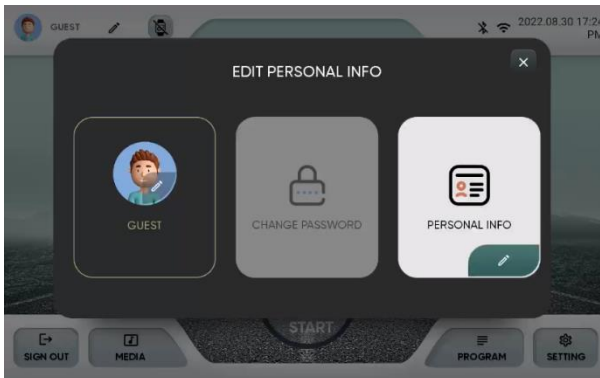 GUEST
2022.08.30 17:24
PM
EDIT PERSONAL INFO
GUEST
CHANGE PASSWORD
PERSONAL INFO
START
SIGN OUT
MEDIA
PROGRAM
SETTING